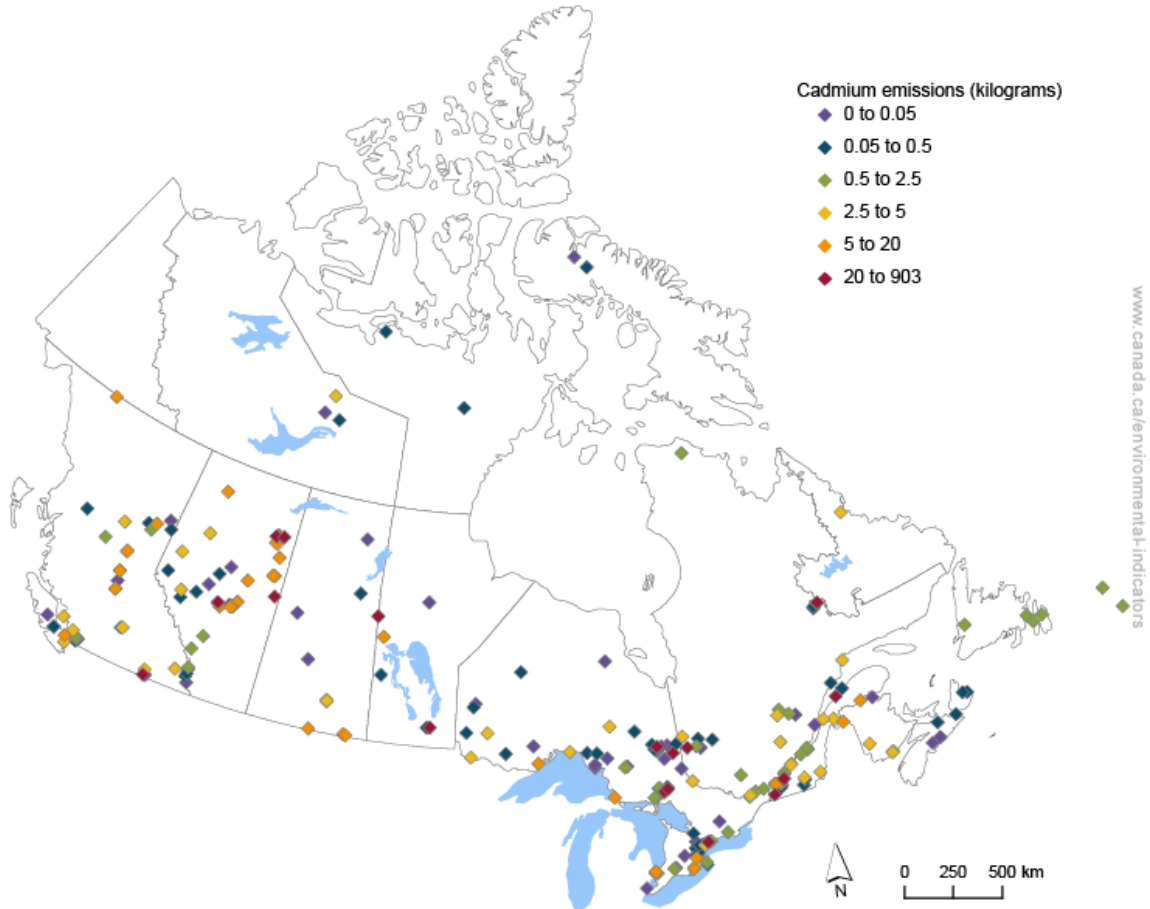 Cadmium emissions (kilograms)
0 to 0.05
0.05 to 0.5
0.5 to 2.5
2.5 to 5
5 to 20
20 to 903
www.canada.ca/environmental-indicators
N
0 250 500 km